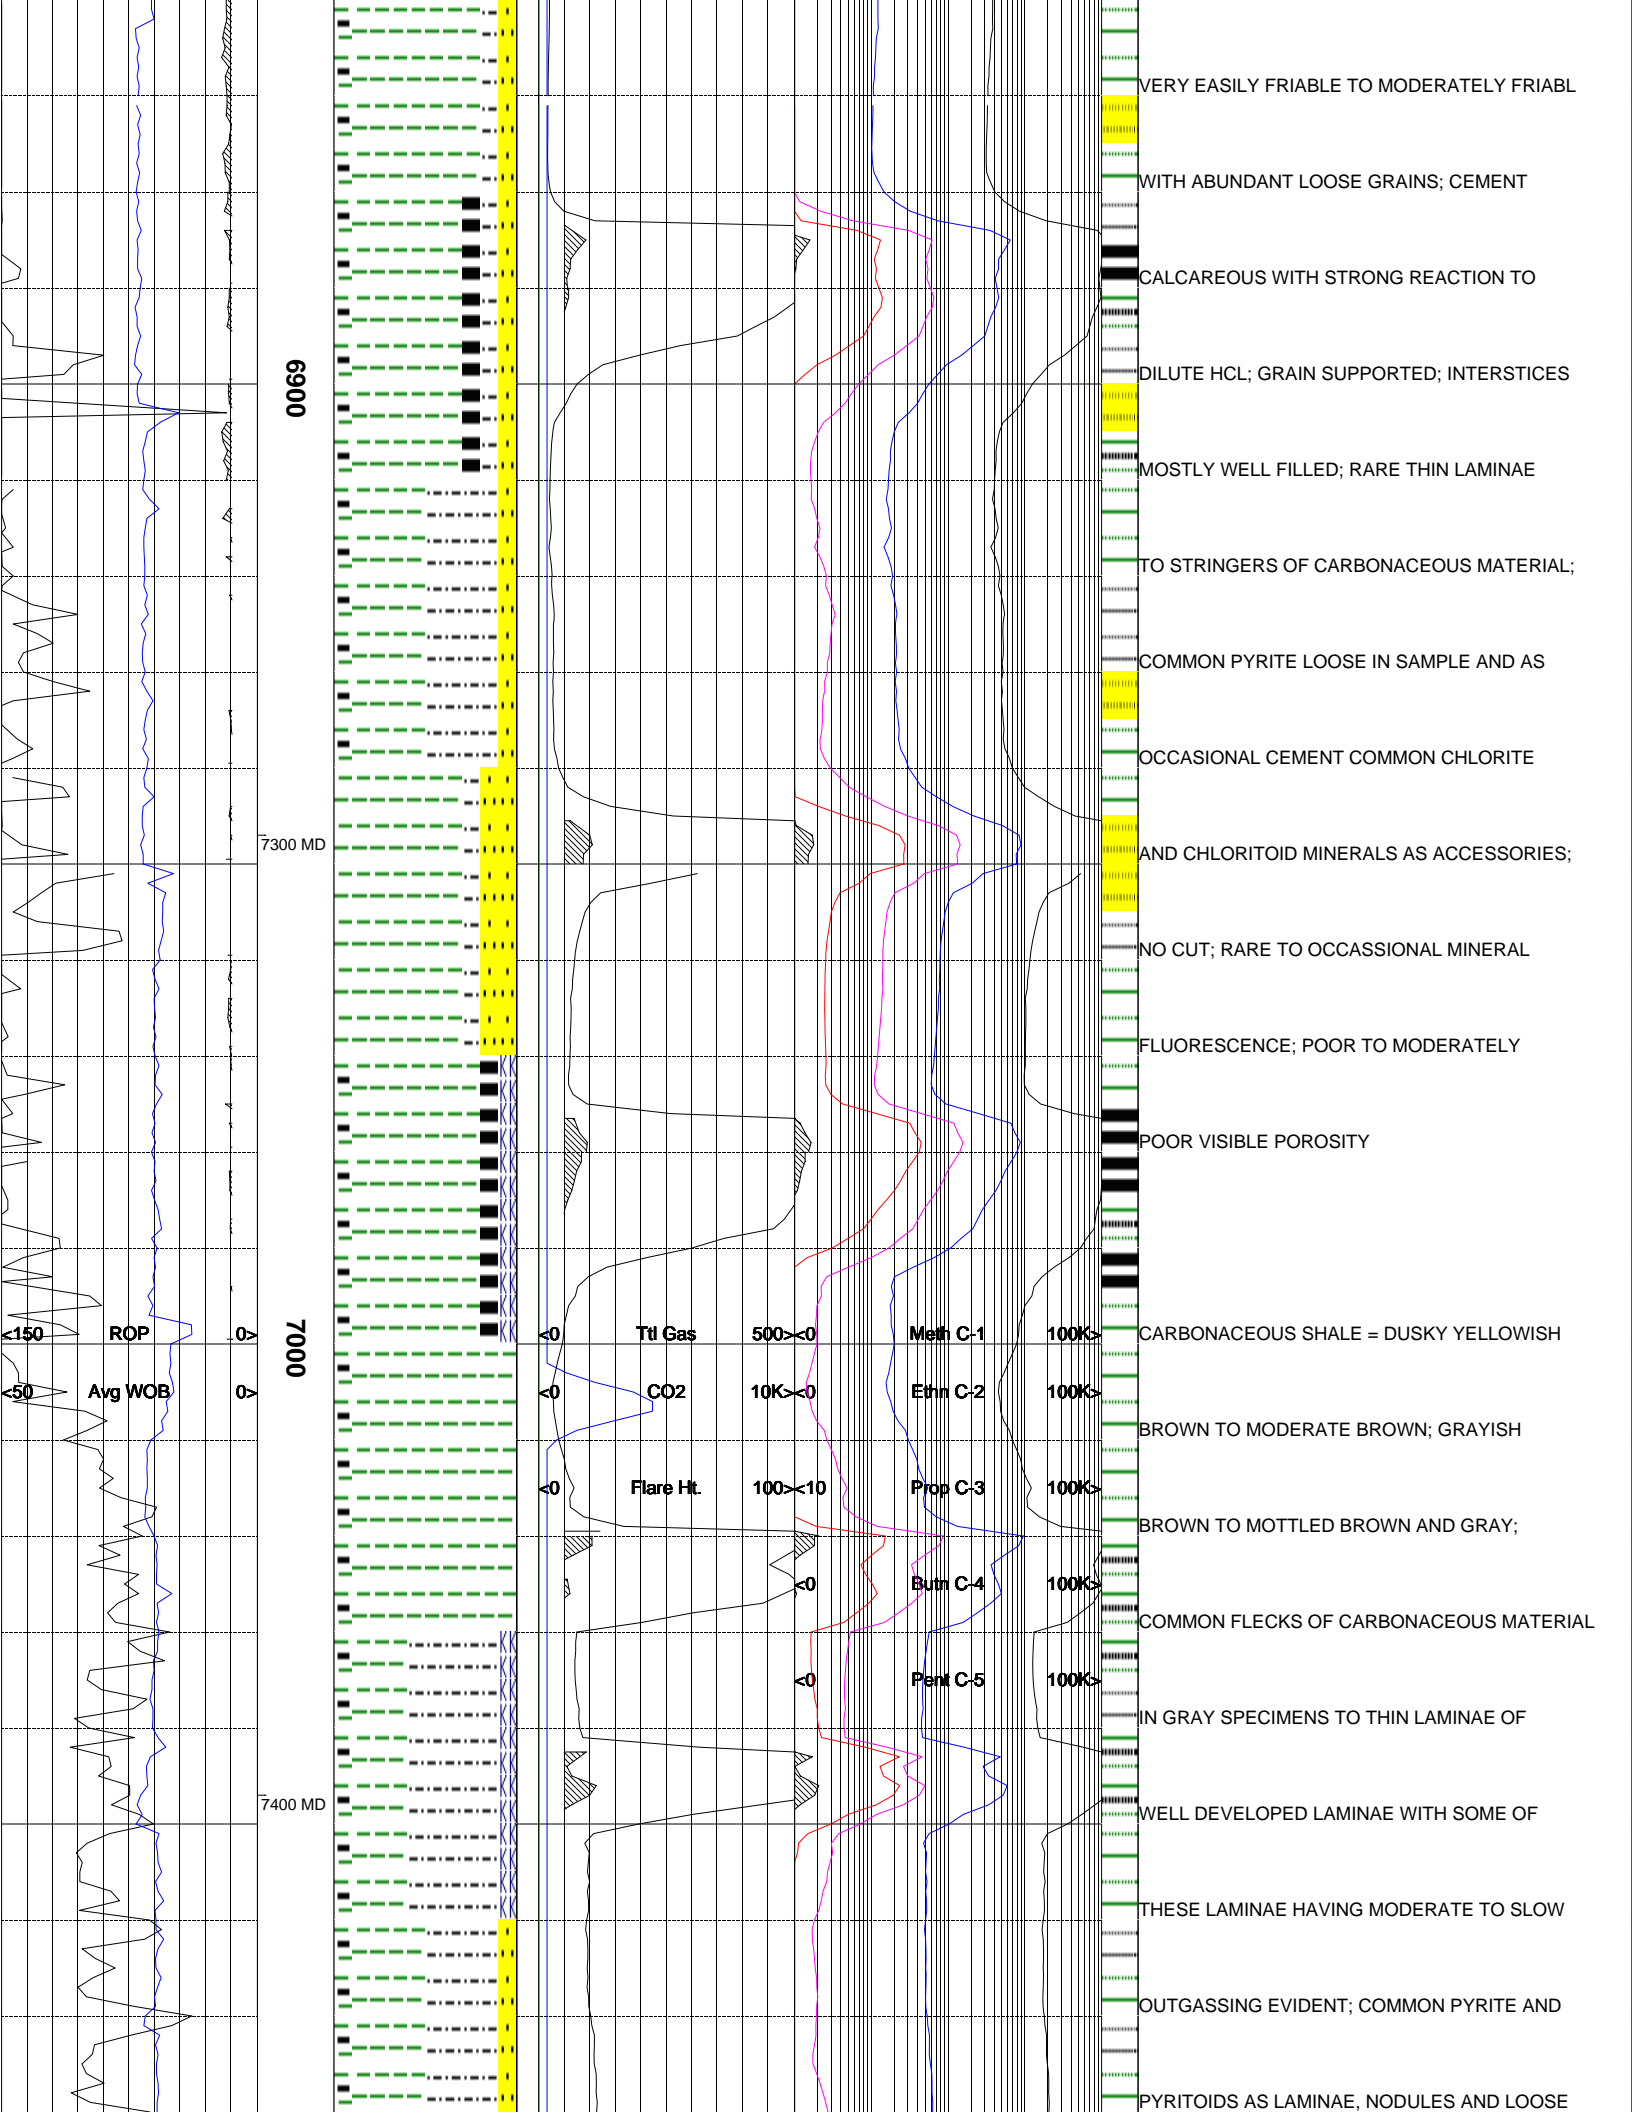 VERY EASILY FRIABLE TO MODERATELY FRIABL
WITH ABUNDANT LOOSE GRAINS; CEMENT
CALCAREOUS WITH STRONG REACTION TO
6900
DILUTE HCL; GRAIN SUPPORTED; INTERSTICES
MOSTLY WELL FILLED; RARE THIN LAMINAE
TO STRINGERS OF CARBONACEOUS MATERIAL;
COMMON PYRITE LOOSE IN SAMPLE AND AS
OCCASIONAL CEMENT COMMON CHLORITE
7300 MD
AND CHLORITOID MINERALS AS ACCESSORIES;
NO CUT; RARE TO OCCASSIONAL MINERAL
FLUORESCENCE; POOR TO MODERATELY
POOR VISIBLE POROSITY
7000
<150 ROP 0> <0 Ttl Gas 500> <0 Meth C-1 100K>
CARBONACEOUS SHALE = DUSKY YELLOWISH
<50 Avg WOB 0> <0 CO2 10K> <0 Ethn C-2 100K>
BROWN TO MODERATE BROWN; GRAYISH
<0 Flare Ht. 100> <10 Prop C-3 100K>
BROWN TO MOTTLED BROWN AND GRAY;
<0 Butn C-4 100K>
COMMON FLECKS OF CARBONACEOUS MATERIAL
<0 Pent C-5 100K>
IN GRAY SPECIMENS TO THIN LAMINAE OF
7400 MD
WELL DEVELOPED LAMINAE WITH SOME OF
THESE LAMINAE HAVING MODERATE TO SLOW
OUTGASSING EVIDENT; COMMON PYRITE AND
PYRITOIDS AS LAMINAE, NODULES AND LOOSE